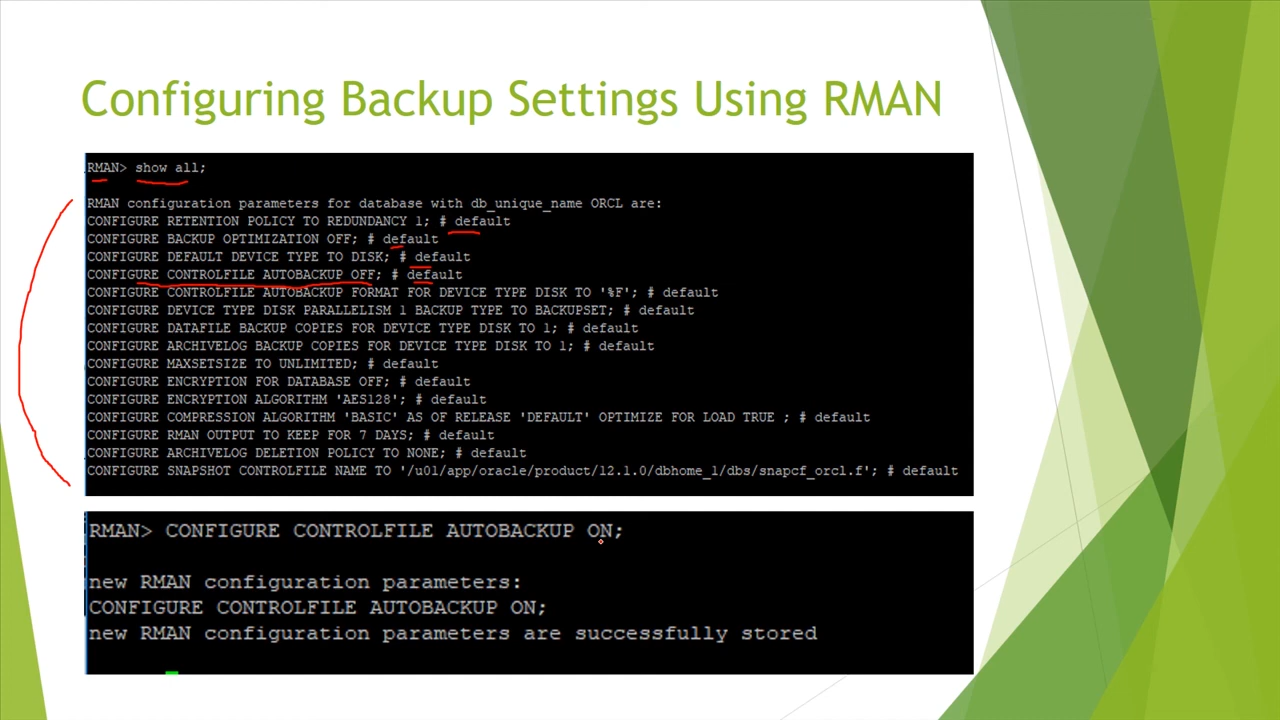 Configuring Backup Settings Using RMAN
RMAN> show all;
RMAN configuration parameters for database with db_unique_name ORCL are:
CONFIGURE RETENTION POLICY TO REDUNDANCY 1; # default
CONFIGURE BACKUP OPTIMIZATION OFF; # default
CONFIGURE DEFAULT DEVICE TYPE TO DISK; # default
CONFIGURE CONTROLFILE AUTOBACKUP OFF; # default
CONFIGURE CONTROLFILE AUTOBACKUP FORMAT FOR DEVICE TYPE DISK TO '%F'; # default
CONFIGURE DEVICE TYPE DISK PARALLELISM 1 BACKUP TYPE TO BACKUPSET; # default
CONFIGURE DATAFILE BACKUP COPIES FOR DEVICE TYPE DISK TO 1; # default
CONFIGURE ARCHIVELOG BACKUP COPIES FOR DEVICE TYPE DISK TO 1; # default
CONFIGURE MAXSETSIZE TO UNLIMITED; # default
CONFIGURE ENCRYPTION FOR DATABASE OFF; # default
CONFIGURE ENCRYPTION ALGORITHM 'AES128'; # default
CONFIGURE COMPRESSION ALGORITHM 'BASIC' AS OF RELEASE 'DEFAULT' OPTIMIZE FOR LOAD TRUE ; # default
CONFIGURE RMAN OUTPUT TO KEEP FOR 7 DAYS; # default
CONFIGURE ARCHIVELOG DELETION POLICY TO NONE; # default
CONFIGURE SNAPSHOT CONTROLFILE NAME TO '/u01/app/oracle/product/12.1.0/dbhome_1/dbs/snapcf_orcl.f'; # default
RMAN> CONFIGURE CONTROLFILE AUTOBACKUP ON;
new RMAN configuration parameters:
CONFIGURE CONTROLFILE AUTOBACKUP ON;
new RMAN configuration parameters are successfully stored